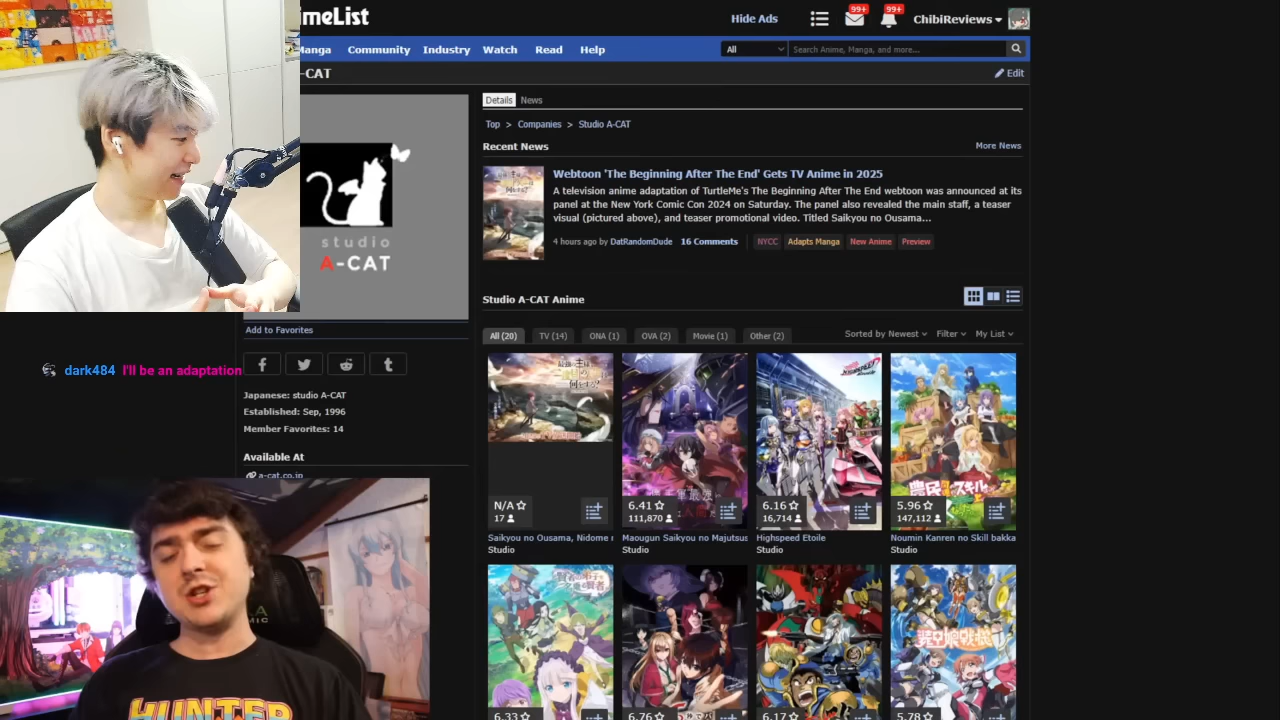 imeList
Hide Ads
99+
99+
ChibiReviews
Manga Community Industry Watch Read Help
All
Search Anime, Manga, and more...
-CAT
Edit
Details News
Top > Companies > Studio A-CAT
Recent News
More News
Webtoon 'The Beginning After The End' Gets TV Anime in 2025
A television anime adaptation of TurtleMe's The Beginning After The End webtoon was announced at its
panel at the New York Comic Con 2024 on Saturday. The panel also revealed the main staff, a teaser
visual (pictured above), and teaser promotional video. Titled Saikyou no Ousama...
4 hours ago by DatRandomDude 16 Comments
NYCC Adapts Manga New Anime Preview
studio
A-CAT
Studio A-CAT Anime
Add to Favorites
All (20) TV (14) ONA (1) OVA (2) Movie (1) Other (2)
Sorted by Newest Filter My List
dark484 I'll be an adaptation
Japanese: studio A-CAT
Established: Sep, 1996
Member Favorites: 14
Available At
a-cat.co.jp
N/A
17
6.41
111,870
6.16
16,714
5.96
147,112
Saikyou no Ousama, Nidome
Studio
Maougun Saikyou no Majutsus
Studio
Highspeed Etoile
Studio
Noumin Kanren no Skill bakka
Studio
6.33
6.76
6.17
5.78
HUNTER